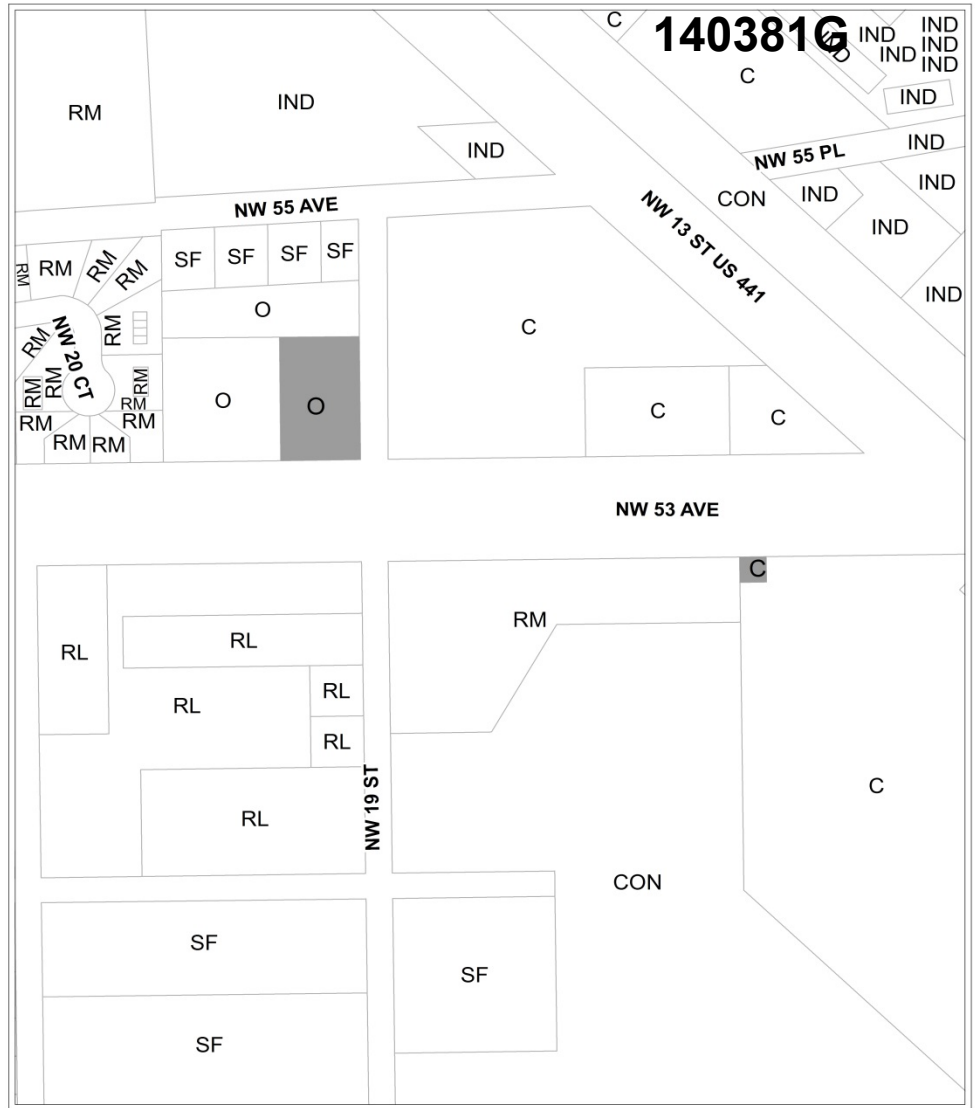 140381G
C
IND
IND
IND
IND
IND
IND
C
IND
RM
IND
IND
NW 55 PL
IND
NW 55 AVE
CON
IND
IND
NW 13 ST US 441
IND
IND
SF
SF
SF
SF
RM
RM
RM
RM
O
RM
RM
NW 20 CT
C
O
O
RM
RM
RM
RM
RM
RM
RM
RM
C
C
NW 53 AVE
C
RM
RL
RL
RL
RL
RL
NW 19 ST
RL
C
CON
SF
SF
SF